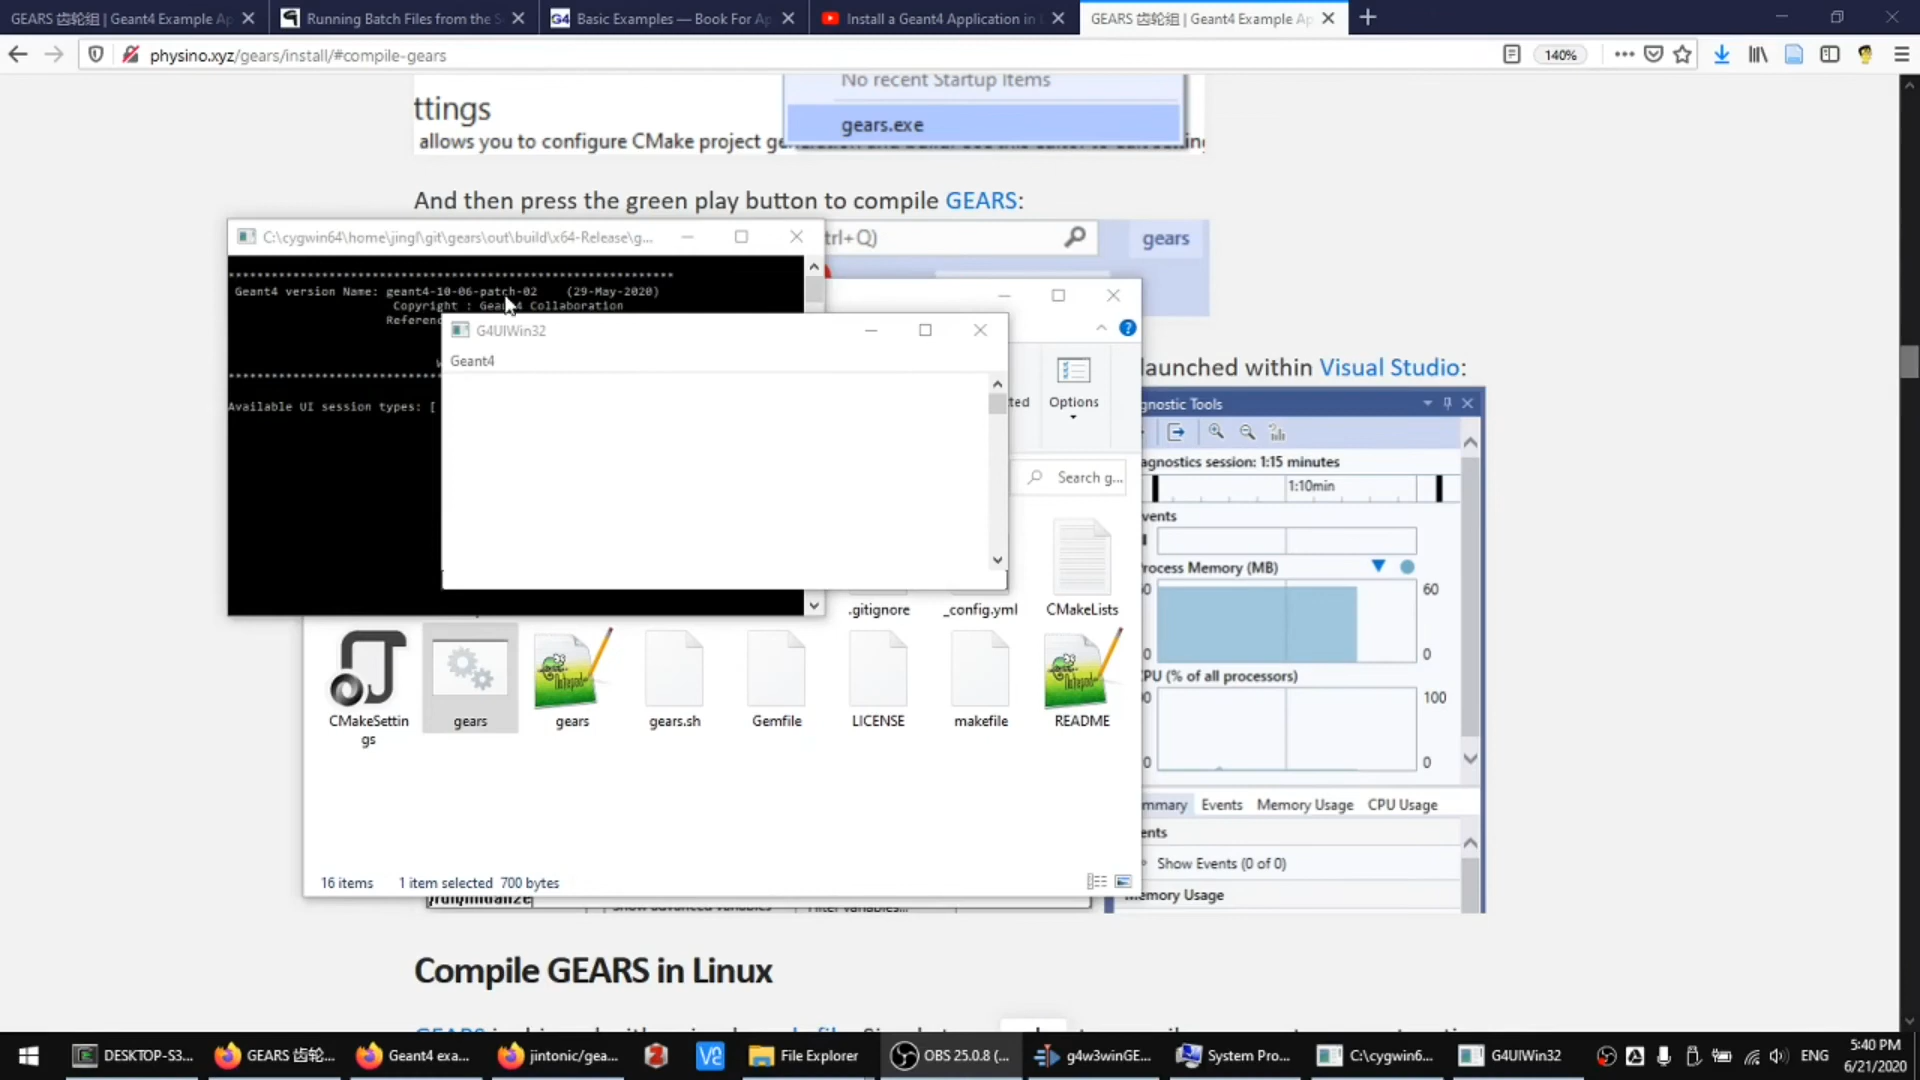 GEARS 齿轮组 | Geant4 Example Ap
Running Batch Files from the S
Basic Examples — Book For Ap
Install a Geant4 Application in
GEARS 齿轮组 | Geant4 Example Ap
physino.xyz/gears/install/#compile-gears
140%
No recent Startup Items
ttings
gears.exe
allows you to configure CMake project
And then press the green play button to compile GEARS:
C:\cygwin64\home\jingl\git\gears\out\build\x64-Release\g...
trl+Q)
gears
Geant4 version Name: geant4-10-06-patch-02 (29-May-2020)
Copyright : Geant4 Collaboration
Referenc
G4UIWin32
Geant4
launched within Visual Studio:
Available UI session types: [
ted
Options
gnostic Tools
Search g...
agnostics session: 1:15 minutes
1:10min
vents
rocess Memory (MB)
60
0
.gitignore
_config.yml
CMakeLists
PU (% of all processors)
100
0
CMakeSettin
gs
gears
gears
gears.sh
Gemfile
LICENSE
makefile
README
mmary
Events
Memory Usage
CPU Usage
ents
Show Events (0 of 0)
emory Usage
16 items
1 item selected 700 bytes
Compile GEARS in Linux
DESKTOP-S3...
GEARS 齿轮...
Geant4 exa...
jintonic/gea...
File Explorer
OBS 25.0.8 (...
g4w3winGE...
System Pro...
C:\cygwin6...
G4UIWin32
ENG
5:40 PM
6/21/2020